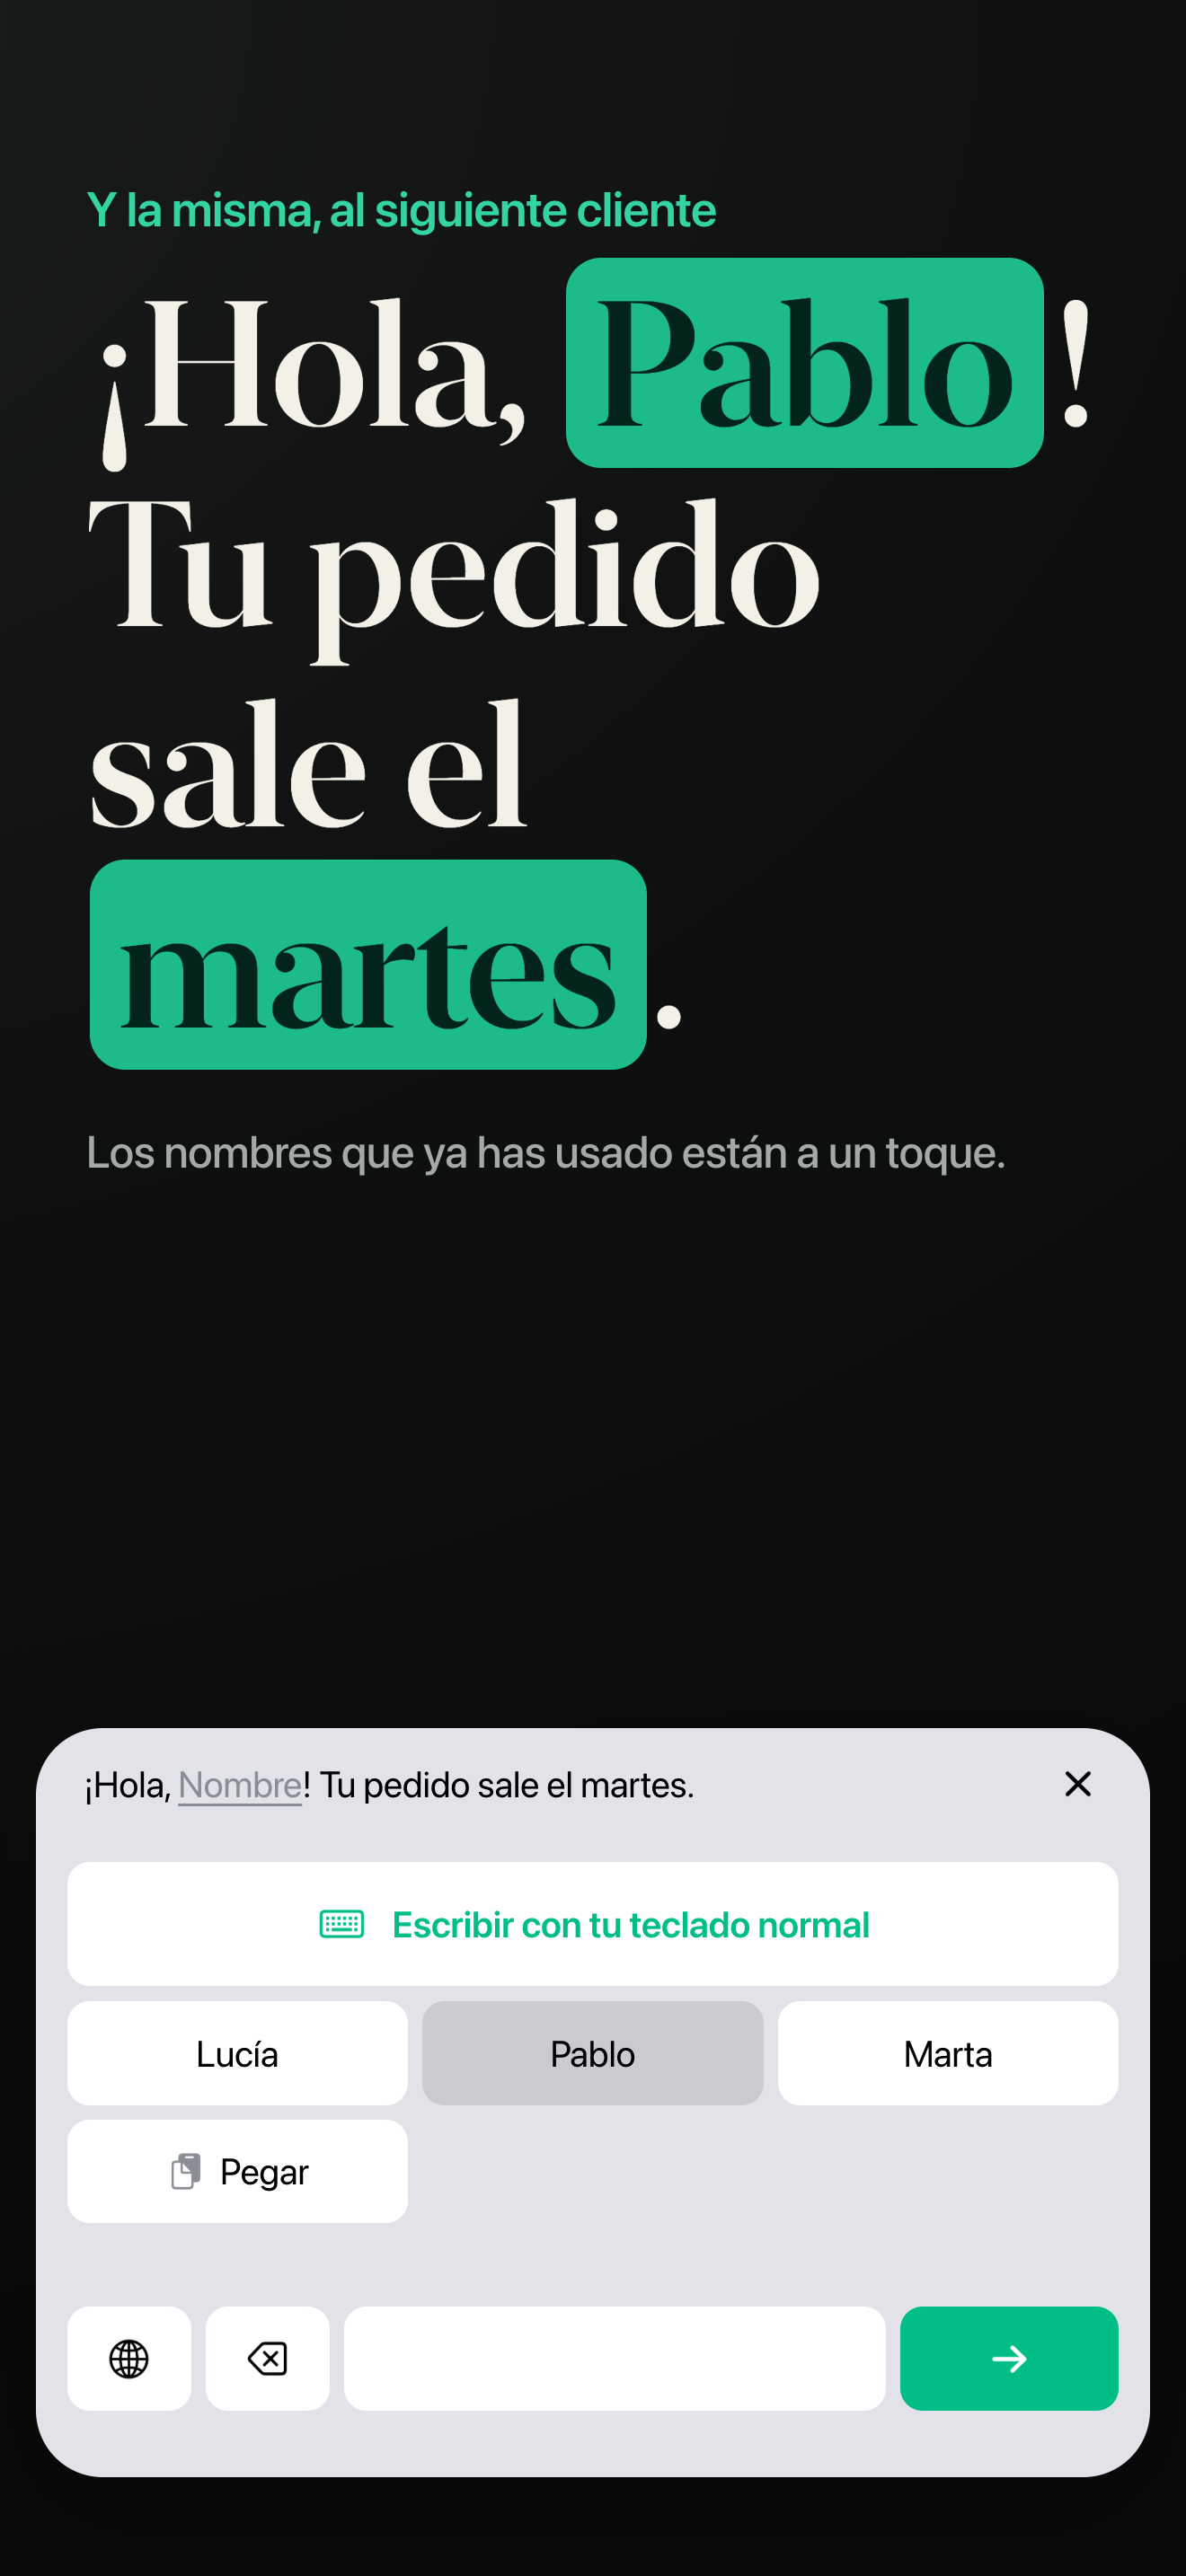 Y la misma, al siguiente cliente
¡Hola, Pablo!
Tu pedido
sale el
martes.
Los nombres que ya has usado están a un toque.
¡Hola, Nombre! Tu pedido sale el martes.
Escribir con tu teclado normal
Lucía Pablo Marta
Pegar